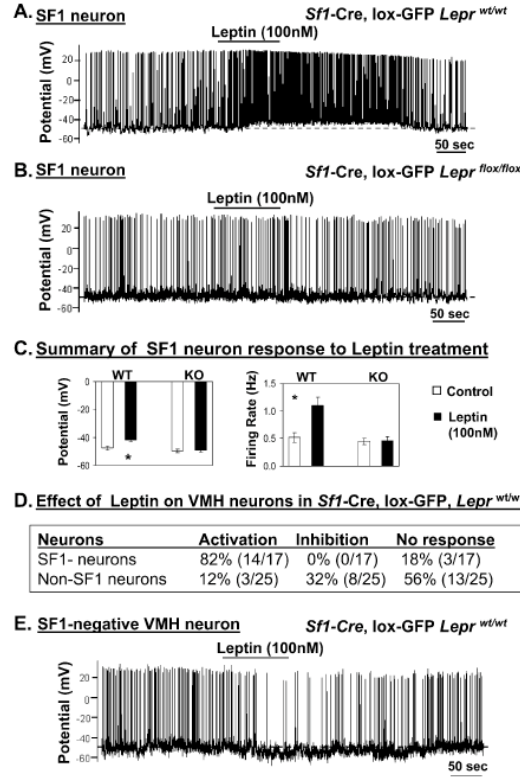 A. SF1 neuron Sf1-Cre, lox-GFP Lepr wt/wt
Leptin (100nM)
Potential (mV)
20
0
-20
-40
-60
50 sec
B. SF1 neuron Sf1-Cre, lox-GFP Lepr flox/flox
Leptin (100nM)
Potential (mV)
20
0
-20
-40
-60
50 sec
C. Summary of SF1 neuron response to Leptin treatment
WT KO
Potential (mV)
0
-20
-40
-60
*
WT KO
Firing Rate (Hz)
1.5
1.0
0.5
0.0
*
Control
Leptin
(100nM)
D. Effect of Leptin on VMH neurons in Sf1-Cre, lox-GFP, Lepr wt/w
Neurons Activation Inhibition No response
SF1- neurons 82% (14/17) 0% (0/17) 18% (3/17)
Non-SF1 neurons 12% (3/25) 32% (8/25) 56% (13/25)
E. SF1-negative VMH neuron Sf1-Cre, lox-GFP Lepr wt/wt
Leptin (100nM)
Potential (mV)
20
0
-20
-40
-60
50 sec